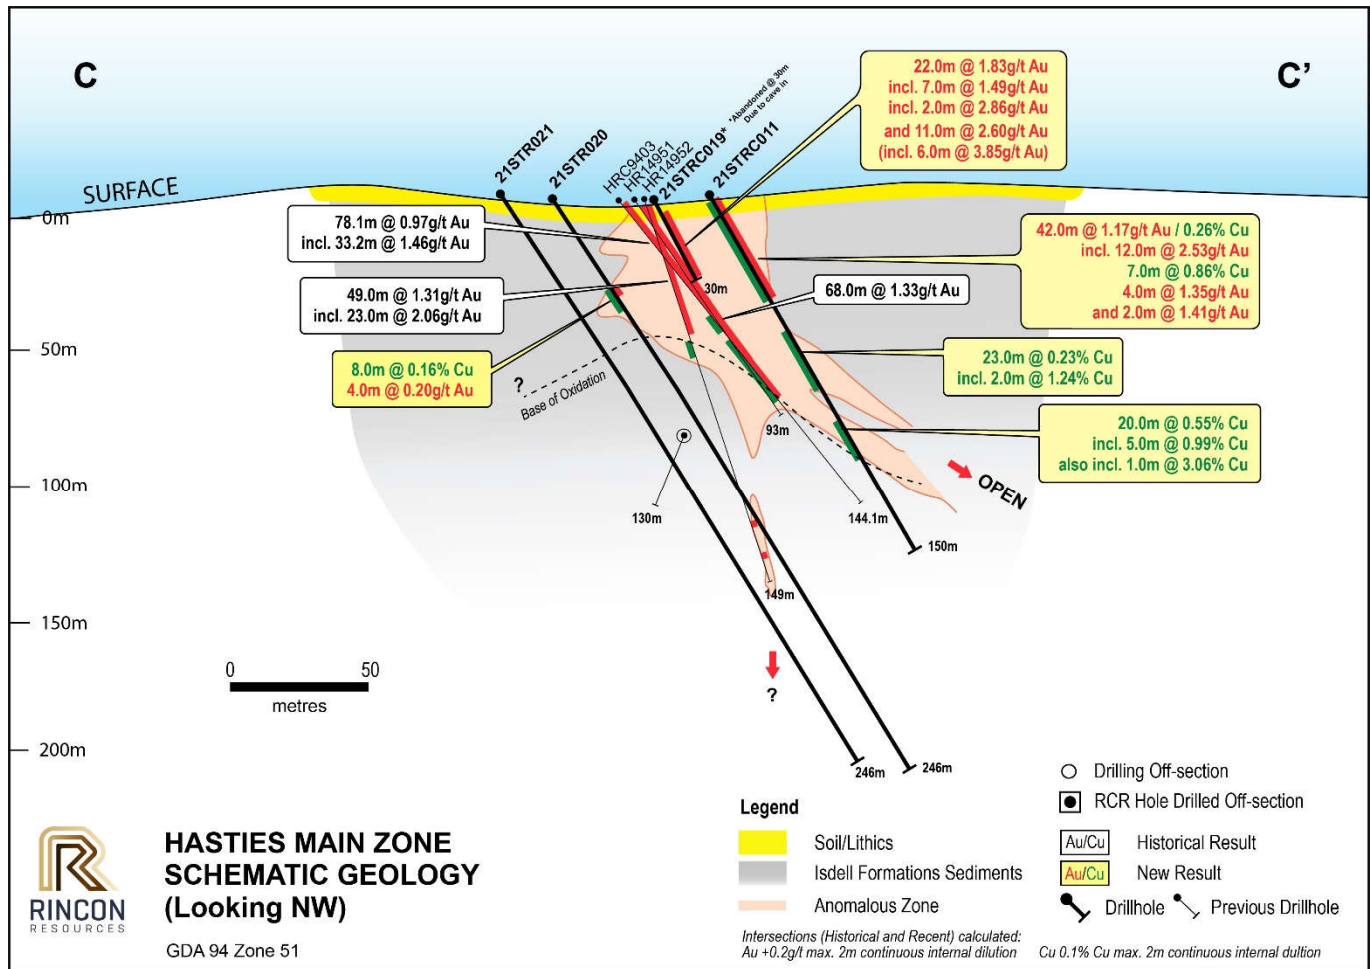 C
C’
SURFACE
21STR021
21STR020
HRC9403
HR14951
HR14952
21STRC019*
*Abandoned @ 30m
Due to cave in
21STRC011
22.0m @ 1.83g/t Au
incl. 7.0m @ 1.49g/t Au
incl. 2.0m @ 2.86g/t Au
and 11.0m @ 2.60g/t Au
(incl. 6.0m @ 3.85g/t Au)
0m
50m
100m
150m
200m
78.1m @ 0.97g/t Au
incl. 33.2m @ 1.46g/t Au
49.0m @ 1.31g/t Au
incl. 23.0m @ 2.06g/t Au
8.0m @ 0.16% Cu
4.0m @ 0.20g/t Au
68.0m @ 1.33g/t Au
42.0m @ 1.17g/t Au / 0.26% Cu
incl. 12.0m @ 2.53g/t Au
7.0m @ 0.86% Cu
4.0m @ 1.35g/t Au
and 2.0m @ 1.41g/t Au
23.0m @ 0.23% Cu
incl. 2.0m @ 1.24% Cu
20.0m @ 0.55% Cu
incl. 5.0m @ 0.99% Cu
also incl. 1.0m @ 3.06% Cu
30m
?
Base of Oxidation
93m
OPEN
130m
144.1m
150m
149m
?
246m
246m
0 50
metres
RINCON
RESOURCES
HASTIES MAIN ZONE
SCHEMATIC GEOLOGY
(Looking NW)
GDA 94 Zone 51
Legend
Soil/Lithics
Isdell Formations Sediments
Anomalous Zone
Drilling Off-section
RCR Hole Drilled Off-section
Au/Cu Historical Result
Au/Cu New Result
Drillhole Previous Drillhole
Intersections (Historical and Recent) calculated:
Au +0.2g/t max. 2m continuous internal dilution Cu 0.1% Cu max. 2m continuous internal dultion